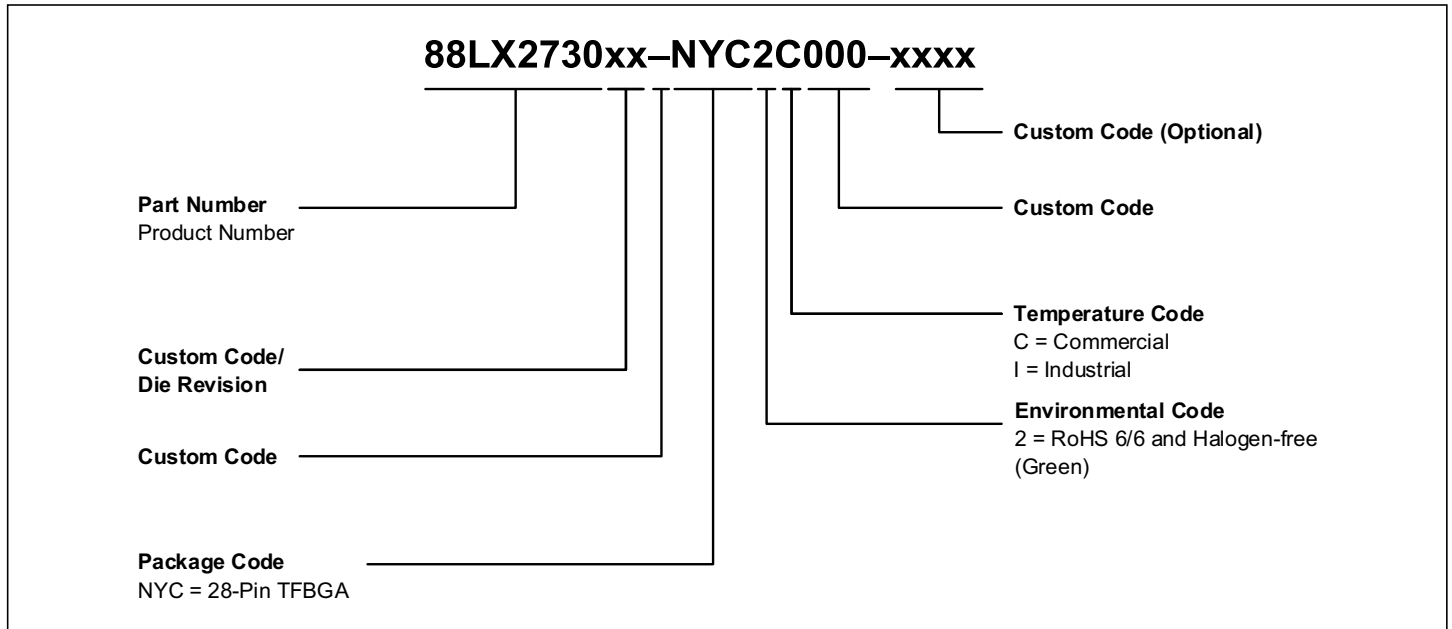 88LX2730xx–NYC2C000–xxxx
Custom Code (Optional)
Part Number
Product Number
Custom Code
Temperature Code
C = Commercial
I = Industrial
Custom Code/
Die Revision
Environmental Code
2 = RoHS 6/6 and Halogen-free
(Green)
Custom Code
Package Code
NYC = 28-Pin TFBGA